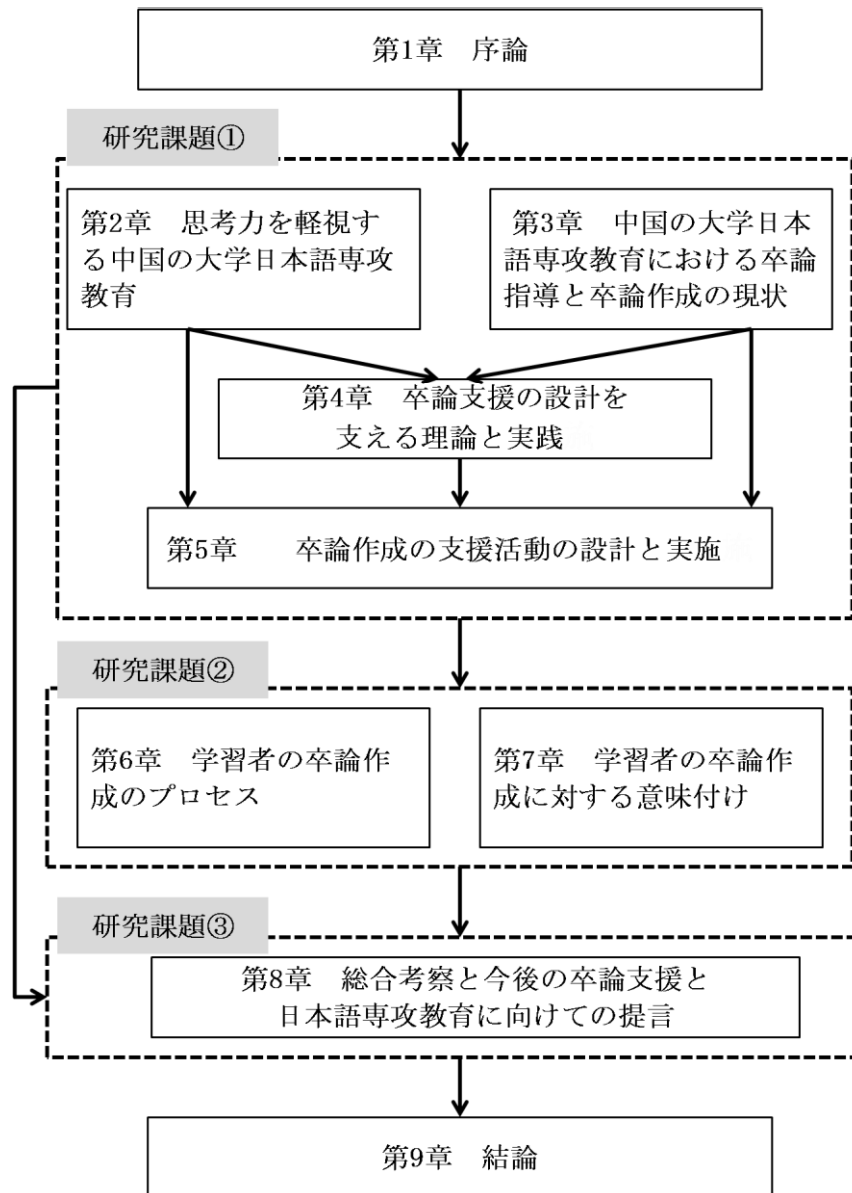 第1章　序論
研究課題①
第2章　思考力を軽視す
る中国の大学日本語専攻
教育
第3章　中国の大学日本
語専攻教育における卒論
指導と卒論作成の現状
第4章　卒論支援の設計を
支える理論と実践
第5章　　卒論作成の支援活動の設計と実施
研究課題②
第6章　学習者の卒論作
成のプロセス
第7章　学習者の卒論作
成に対する意味付け
研究課題③
第8章　総合考察と今後の卒論支援と
日本語専攻教育に向けての提言
第9章　結論